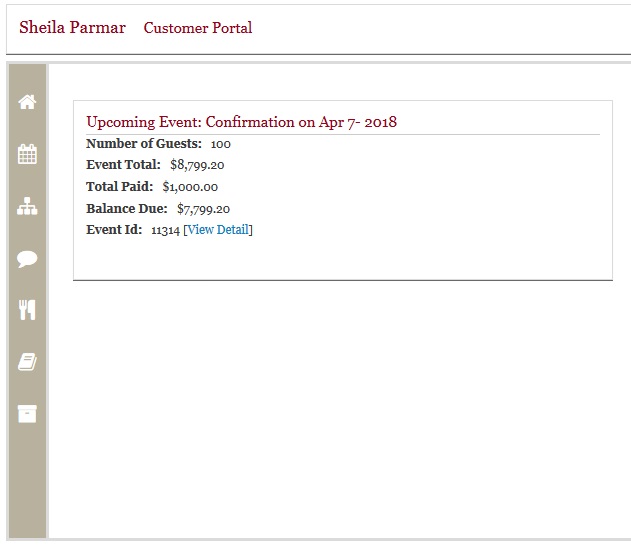 Sheila Parmar Customer Portal
Upcoming Event: Confirmation on Apr 7- 2018
Number of Guests: 100
Event Total: $8,799.20
Total Paid: $1,000.00
Balance Due: $7,799.20
Event Id: 11314 [View Detail]